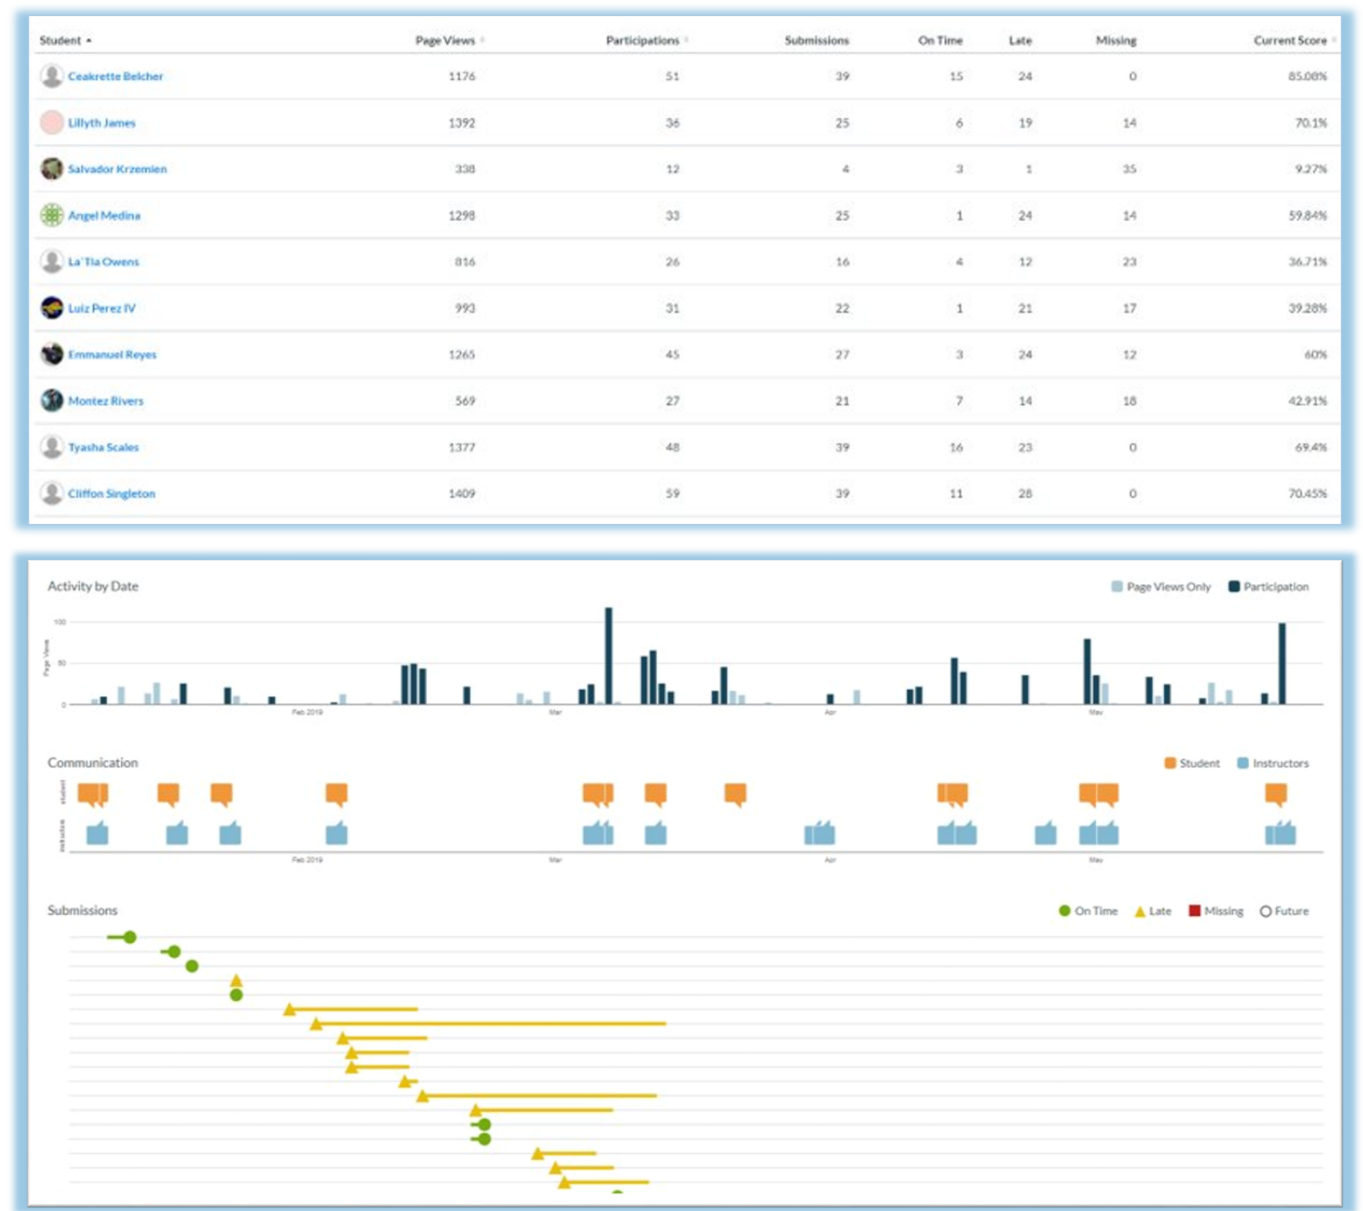 Student Page Views Participations Submissions On Time Late Missing Current Score
Ceakrette Belcher 1176 51 39 15 24 0 85.08%
Lillyth James 1392 36 25 6 19 14 70.1%
Salvador Krzemien 338 12 4 3 1 35 9.27%
Angel Medina 1298 33 25 1 24 14 59.84%
La'Tia Owens 816 26 16 4 12 23 36.71%
Luiz Perez IV 993 31 22 1 21 17 39.28%
Emmanuel Reyes 1265 45 27 3 24 12 60%
Montez Rivers 569 27 21 7 14 18 42.91%
Tyasha Scales 1377 48 39 16 23 0 69.4%
Cliffon Singleton 1409 59 39 11 28 0 70.45%
Activity by Date Page Views Only Participation
Page Views
100
50
0
Feb 2019 Mar Apr May
Communication Student Instructors
student
instructors
Feb 2019 Mar Apr May
Submissions On Time Late Missing Future